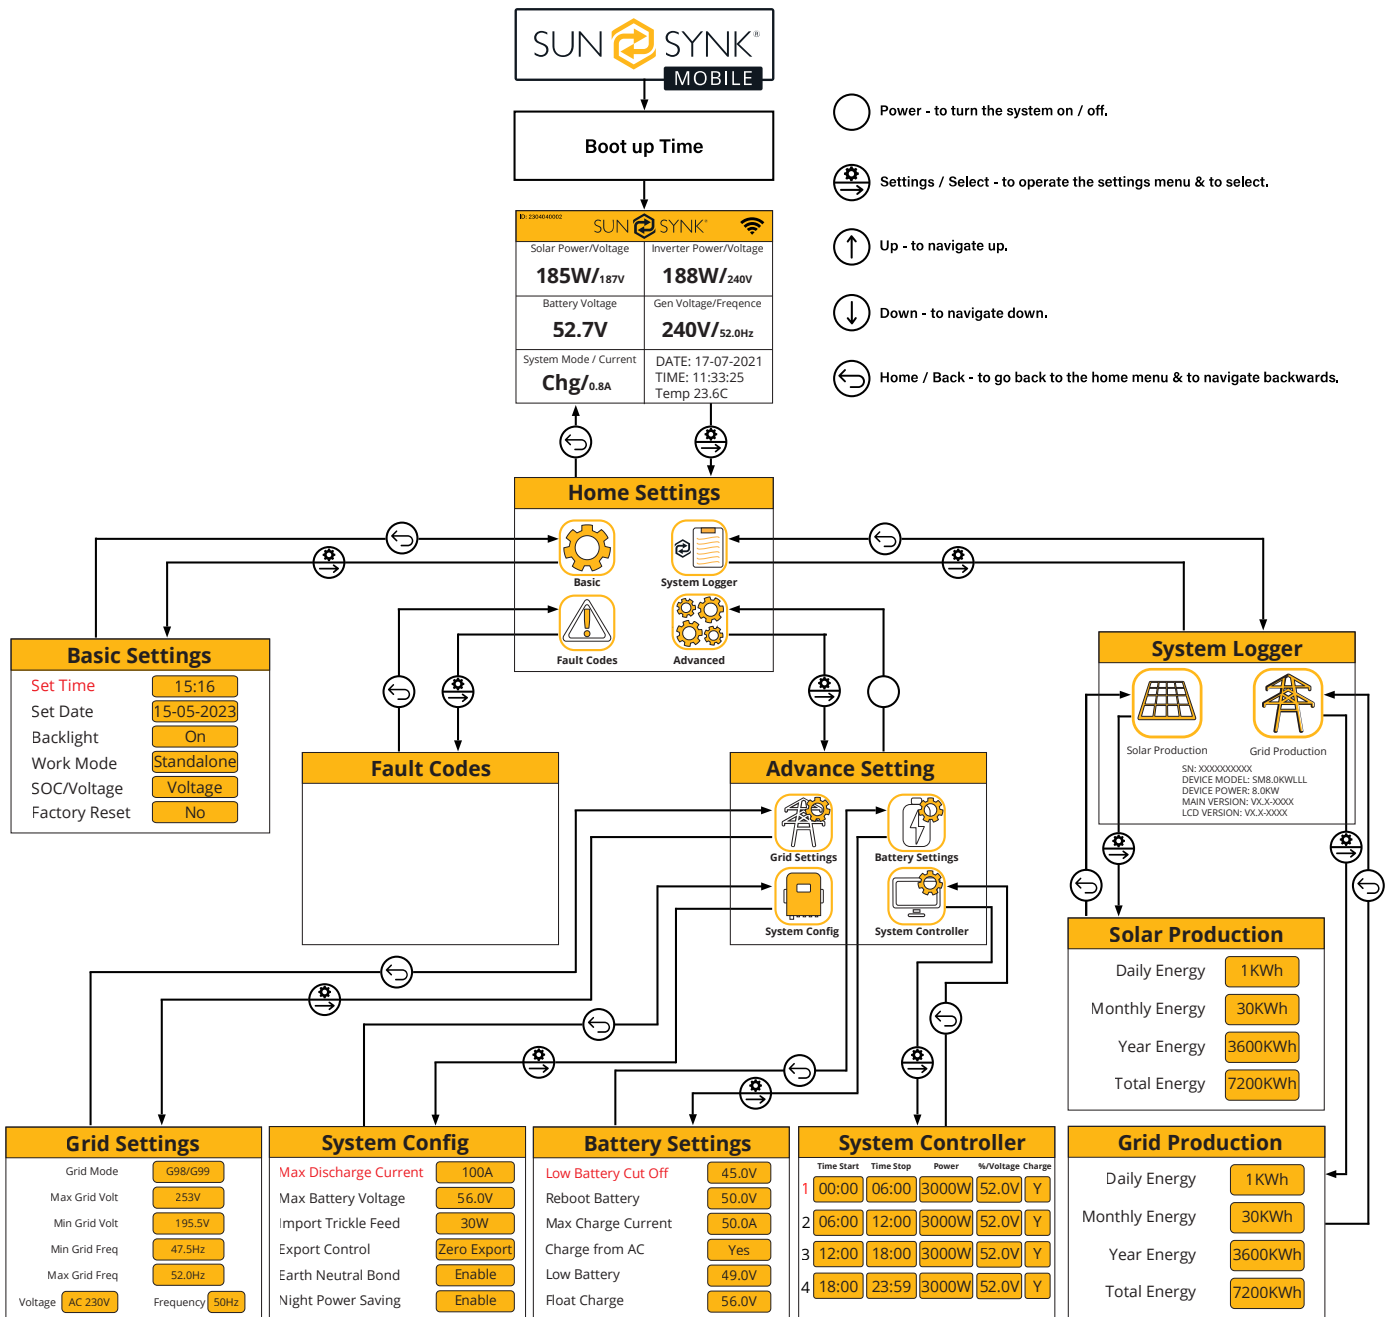 SUN SYNK®
MOBILE
Boot up Time
Power - to turn the system on / off.
Settings / Select - to operate the settings menu & to select.
Up - to navigate up.
Down - to navigate down.
Home / Back - to go back to the home menu & to navigate backwards.
ID: 2304040002
SUN SYNK®
Solar Power/Voltage
185W/187V
Inverter Power/Voltage
188W/240V
Battery Voltage
52.7V
Gen Voltage/Freqence
240V/52.0Hz
System Mode / Current
Chg/0.8A
DATE: 17-07-2021
TIME: 11:33:25
Temp 23.6C
Home Settings
Basic
System Logger
Fault Codes
Advanced
Basic Settings
Set Time 15:16
Set Date 15-05-2023
Backlight On
Work Mode Standalone
SOC/Voltage Voltage
Factory Reset No
Fault Codes
Advance Setting
Grid Settings
Battery Settings
System Config
System Controller
System Logger
Solar Production
Grid Production
SN: XXXXXXXXXX
DEVICE MODEL: SM8.0KWLLL
DEVICE POWER: 8.0KW
MAIN VERSION: VX.X-XXXX
LCD VERSION: VX.X-XXXX
Solar Production
Daily Energy 1KWh
Monthly Energy 30KWh
Year Energy 3600KWh
Total Energy 7200KWh
Grid Settings
Grid Mode G98/G99
Max Grid Volt 253V
Min Grid Volt 195.5V
Min Grid Freq 47.5Hz
Max Grid Freq 52.0Hz
Voltage AC 230V Frequency 50Hz
System Config
Max Discharge Current 100A
Max Battery Voltage 56.0V
Import Trickle Feed 30W
Export Control Zero Export
Earth Neutral Bond Enable
Night Power Saving Enable
Battery Settings
Low Battery Cut Off 45.0V
Reboot Battery 50.0V
Max Charge Current 50.0A
Charge from AC Yes
Low Battery 49.0V
Float Charge 56.0V
System Controller
Time Start Time Stop Power %/Voltage Charge
1 00:00 06:00 3000W 52.0V Y
2 06:00 12:00 3000W 52.0V Y
3 12:00 18:00 3000W 52.0V Y
4 18:00 23:59 3000W 52.0V Y
Grid Production
Daily Energy 1KWh
Monthly Energy 30KWh
Year Energy 3600KWh
Total Energy 7200KWh